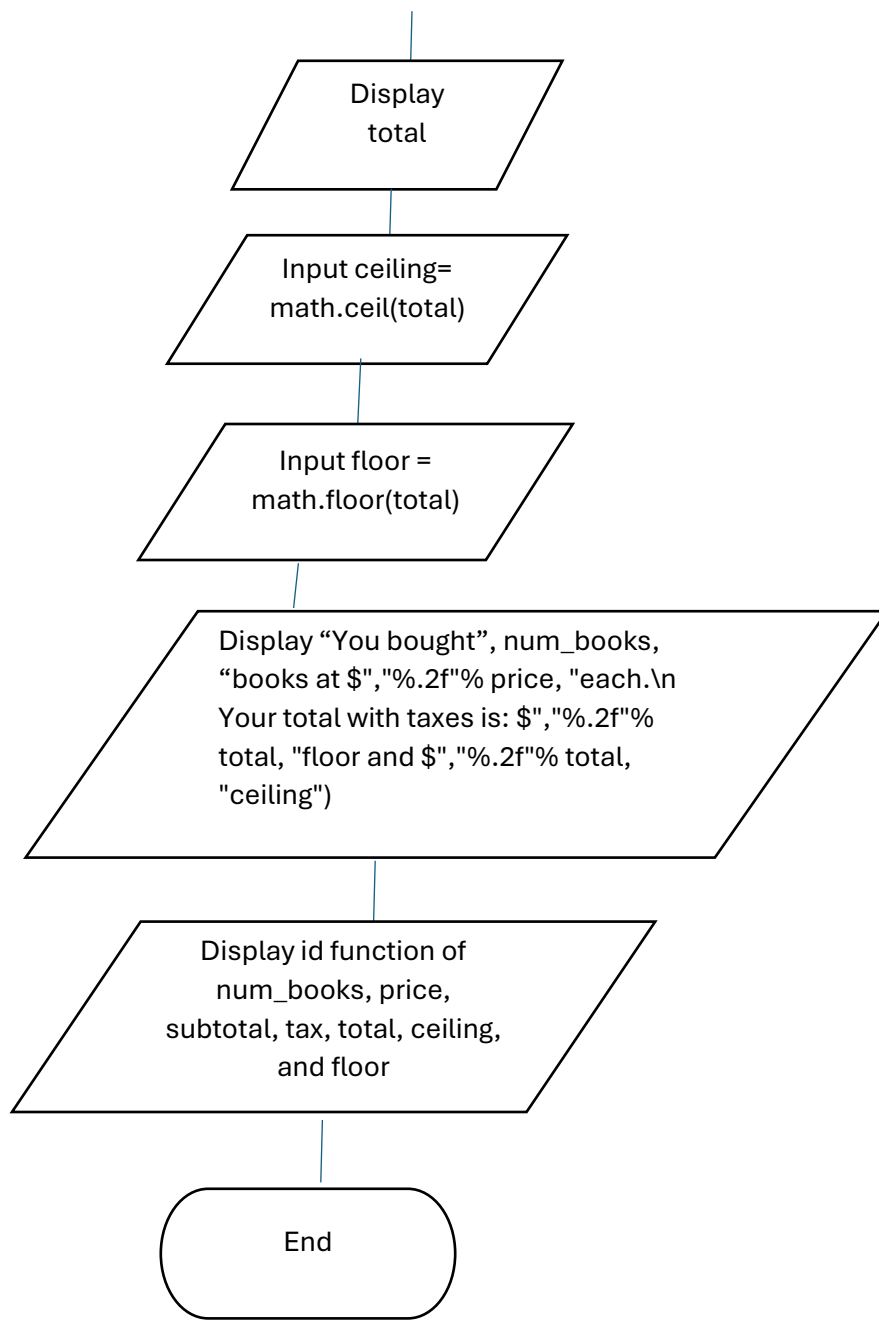 Display
total
Input ceiling=
math.ceil(total)
Input floor =
math.floor(total)
Display “You bought”, num_books,
“books at $","%.2f"% price, "each.\n
Your total with taxes is: $","%.2f"%
total, "floor and $","%.2f"% total,
"ceiling")
Display id function of
num_books, price,
subtotal, tax, total, ceiling,
and floor
End